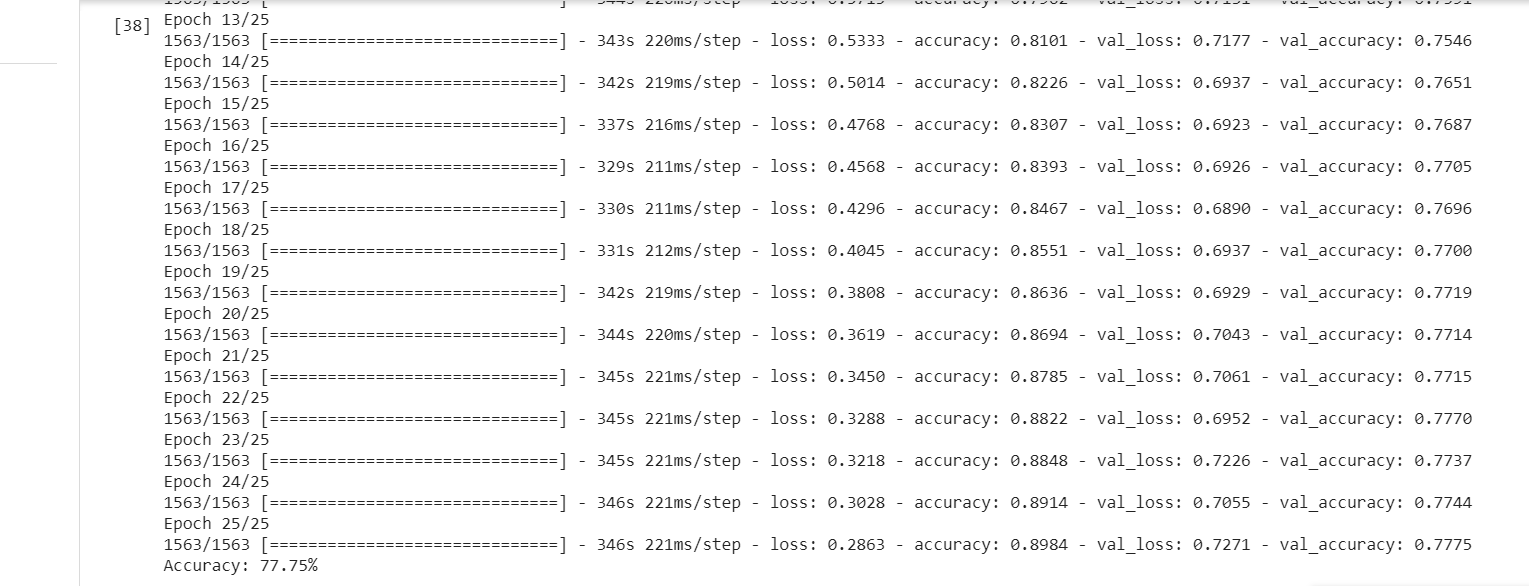 [38]
Epoch 13/25
1563/1563 [==============================] - 343s 220ms/step - loss: 0.5333 - accuracy: 0.8101 - val_loss: 0.7177 - val_accuracy: 0.7546
Epoch 14/25
1563/1563 [==============================] - 342s 219ms/step - loss: 0.5014 - accuracy: 0.8226 - val_loss: 0.6937 - val_accuracy: 0.7651
Epoch 15/25
1563/1563 [==============================] - 337s 216ms/step - loss: 0.4768 - accuracy: 0.8307 - val_loss: 0.6923 - val_accuracy: 0.7687
Epoch 16/25
1563/1563 [==============================] - 329s 211ms/step - loss: 0.4568 - accuracy: 0.8393 - val_loss: 0.6926 - val_accuracy: 0.7705
Epoch 17/25
1563/1563 [==============================] - 330s 211ms/step - loss: 0.4296 - accuracy: 0.8467 - val_loss: 0.6890 - val_accuracy: 0.7696
Epoch 18/25
1563/1563 [==============================] - 331s 212ms/step - loss: 0.4045 - accuracy: 0.8551 - val_loss: 0.6937 - val_accuracy: 0.7700
Epoch 19/25
1563/1563 [==============================] - 342s 219ms/step - loss: 0.3808 - accuracy: 0.8636 - val_loss: 0.6929 - val_accuracy: 0.7719
Epoch 20/25
1563/1563 [==============================] - 344s 220ms/step - loss: 0.3619 - accuracy: 0.8694 - val_loss: 0.7043 - val_accuracy: 0.7714
Epoch 21/25
1563/1563 [==============================] - 345s 221ms/step - loss: 0.3450 - accuracy: 0.8785 - val_loss: 0.7061 - val_accuracy: 0.7715
Epoch 22/25
1563/1563 [==============================] - 345s 221ms/step - loss: 0.3288 - accuracy: 0.8822 - val_loss: 0.6952 - val_accuracy: 0.7770
Epoch 23/25
1563/1563 [==============================] - 345s 221ms/step - loss: 0.3218 - accuracy: 0.8848 - val_loss: 0.7226 - val_accuracy: 0.7737
Epoch 24/25
1563/1563 [==============================] - 346s 221ms/step - loss: 0.3028 - accuracy: 0.8914 - val_loss: 0.7055 - val_accuracy: 0.7744
Epoch 25/25
1563/1563 [==============================] - 346s 221ms/step - loss: 0.2863 - accuracy: 0.8984 - val_loss: 0.7271 - val_accuracy: 0.7775
Accuracy: 77.75%